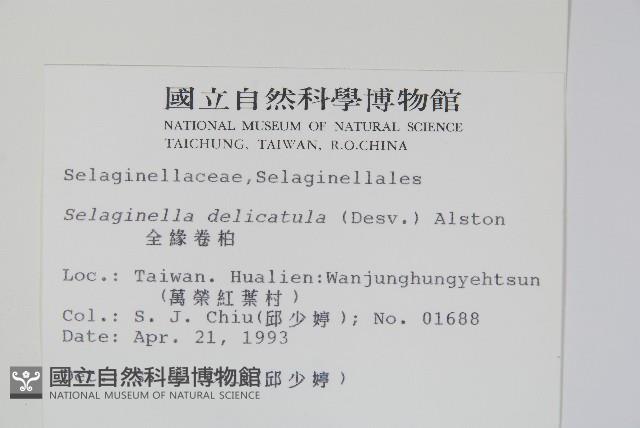 國立自然科學博物館
NATIONAL MUSEUM OF NATURAL SCIENCE
TAICHUNG, TAIWAN, R.O.CHINA
Selaginellaceae,Selaginellales
Selaginella delicatula (Desv.) Alston
全緣卷柏
Loc.: Taiwan. Hualien:Wanjunghungyehtsun
(萬榮紅葉村)
Col.: S. J. Chiu(邱少婷); No. 01688
Date: Apr. 21, 1993
(邱少婷)
國立自然科學博物館
NATIONAL MUSEUM OF NATURAL SCIENCE